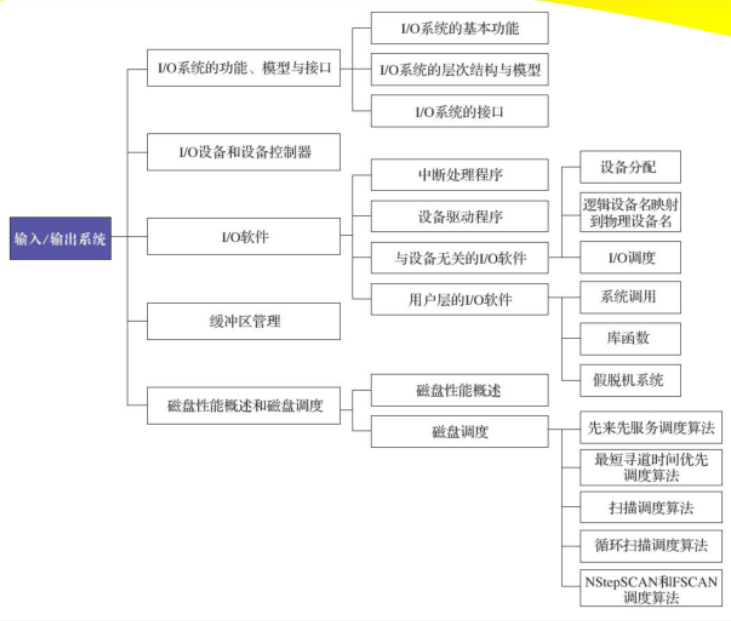 输入/输出系统
I/O系统的功能、模型与接口
I/O系统的基本功能
I/O系统的层次结构与模型
I/O系统的接口
I/O设备和设备控制器
I/O软件
中断处理程序
设备驱动程序
与设备无关的I/O软件
设备分配
逻辑设备名映射
到物理设备名
I/O调度
用户层的I/O软件
系统调用
库函数
假脱机系统
缓冲区管理
磁盘性能概述和磁盘调度
磁盘性能概述
磁盘调度
先来先服务调度算法
最短寻道时间优先
调度算法
扫描调度算法
循环扫描调度算法
NStepSCAN和FSCAN
调度算法